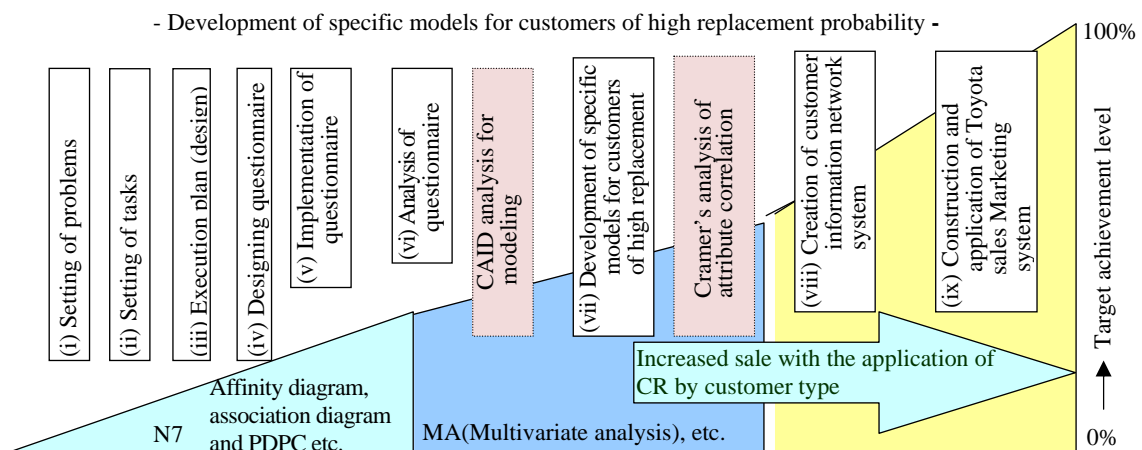 - Development of specific models for customers of high replacement probability -
100%
(i) Setting of problems
(ii) Setting of tasks
(iii) Execution plan (design)
(iv) Designing questionnaire
(v) Implementation of
questionnaire
(vi) Analysis of
questionnaire
CAID analysis for
modeling
(vii) Development of specific
models for customers
of high replacement
Cramer's analysis of
attribute correlation
(viii) Creation of customer
information network
system
(ix) Construction and
application of Toyota
sales Marketing
system
Target achievement level
Increased sale with the application of
CR by customer type
Affinity diagram,
association diagram
and PDPC etc.
N7
MA(Multivariate analysis), etc.
0%